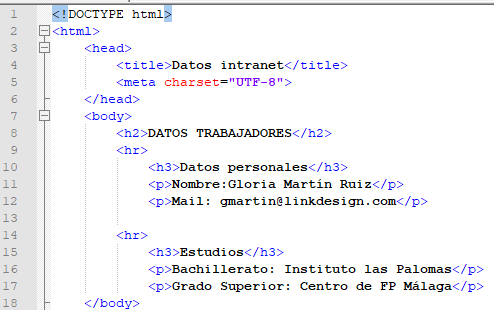 1 <!DOCTYPE html>
2 <html>
3 <head>
4 <title>Datos intranet</title>
5 <meta charset="UTF-8">
6 </head>
7 <body>
8 <h2>DATOS TRABAJADORES</h2>
9 <hr>
10 <h3>Datos personales</h3>
11 <p>Nombre:Gloria Martín Ruiz</p>
12 <p>Mail: gmartin@linkdesign.com</p>
13
14 <hr>
15 <h3>Estudios</h3>
16 <p>Bachillerato: Instituto las Palomas</p>
17 <p>Grado Superior: Centro de FP Málaga</p>
18 </body>